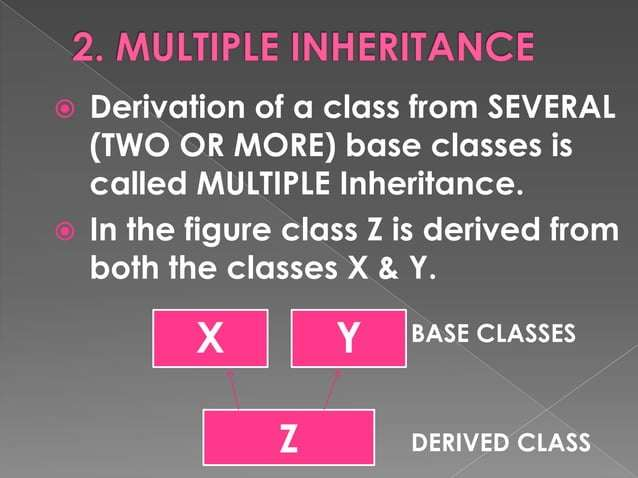 2. MULTIPLE INHERITANCE
Derivation of a class from SEVERAL
(TWO OR MORE) base classes is
called MULTIPLE Inheritance.
In the figure class Z is derived from
both the classes X & Y.
X Y BASE CLASSES
Z DERIVED CLASS